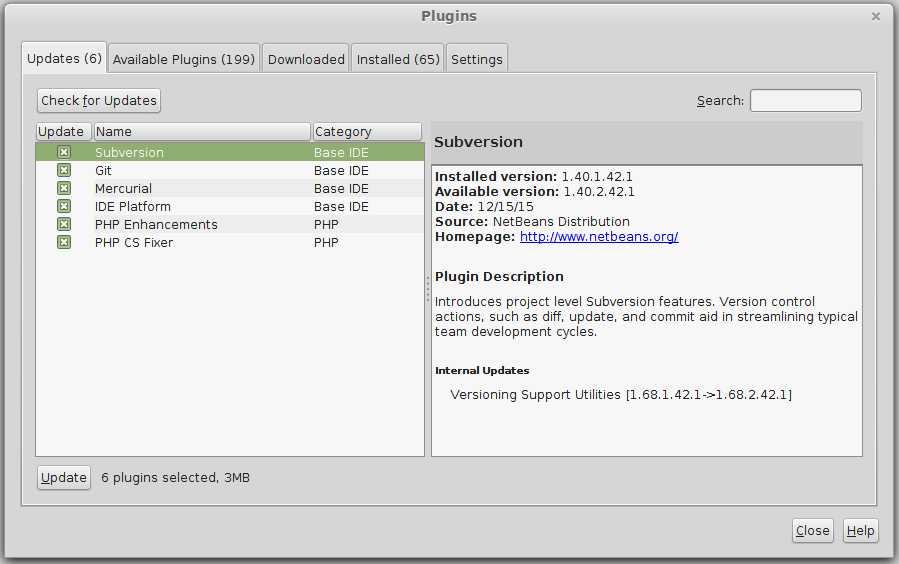 Plugins
Updates (6) Available Plugins (199) Downloaded Installed (65) Settings
Check for Updates Search:
Update Name Category
Subversion Base IDE
Git Base IDE
Mercurial Base IDE
IDE Platform Base IDE
PHP Enhancements PHP
PHP CS Fixer PHP
Subversion
Installed version: 1.40.1.42.1
Available version: 1.40.2.42.1
Date: 12/15/15
Source: NetBeans Distribution
Homepage: http://www.netbeans.org/
Plugin Description
Introduces project level Subversion features. Version control
actions, such as diff, update, and commit aid in streamlining typical
team development cycles.
Internal Updates
Versioning Support Utilities [1.68.1.42.1->1.68.2.42.1]
Update 6 plugins selected, 3MB
Close Help